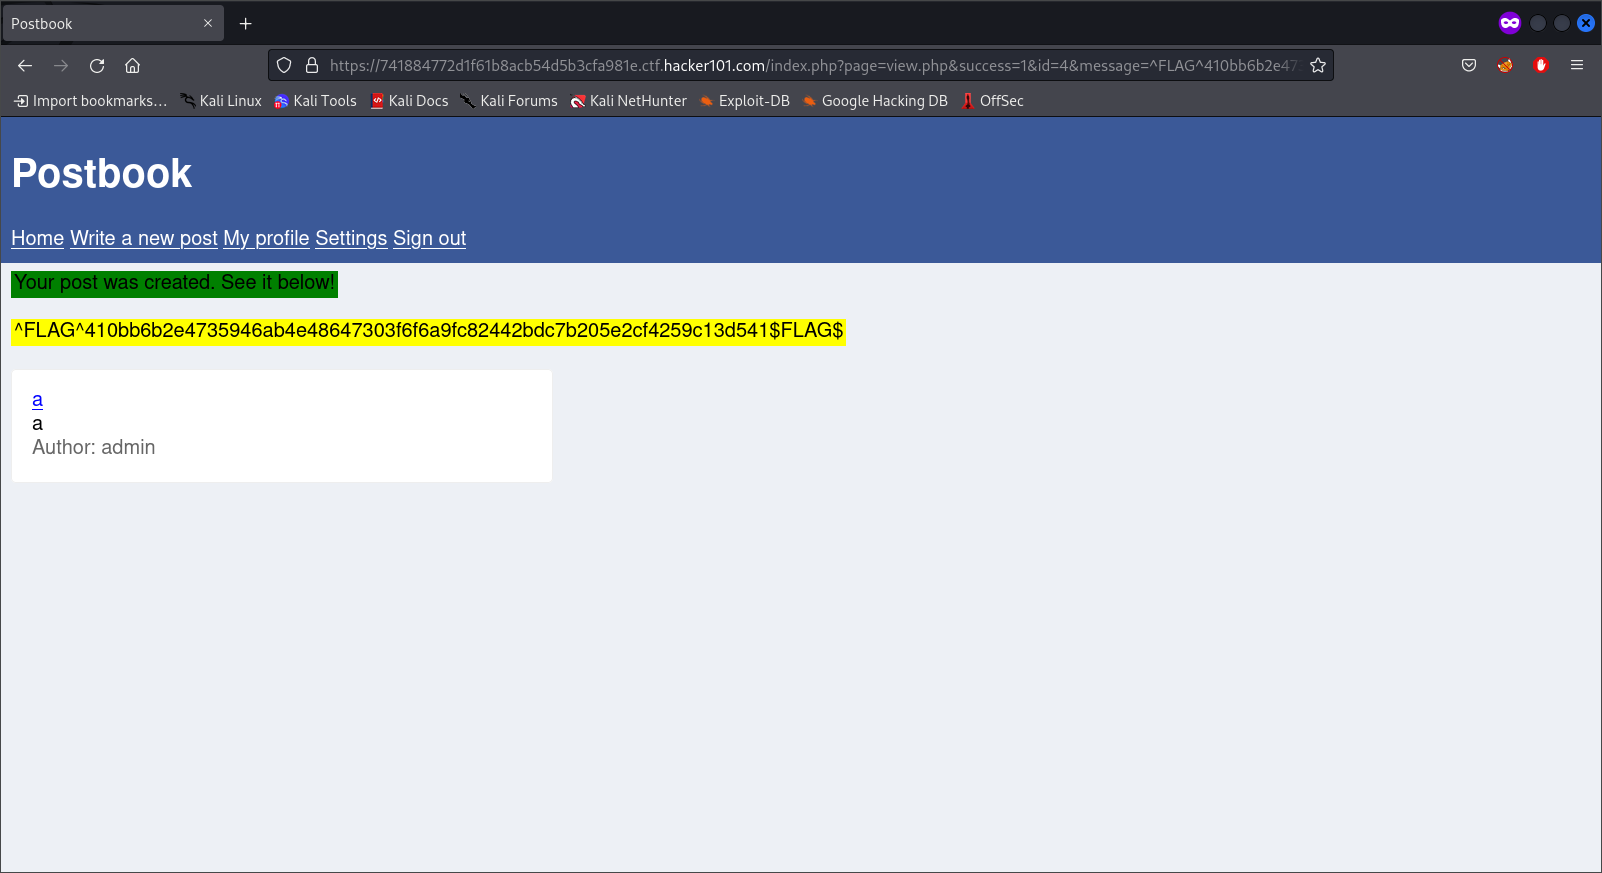 Postbook
https://741884772d1f61b8acb54d5b3cfa981e.ctf.hacker101.com/index.php?page=view.php&success=1&id=4&message=^FLAG^410bb6b2e47
Import bookmarks… Kali Linux Kali Tools Kali Docs Kali Forums Kali NetHunter Exploit-DB Google Hacking DB OffSec
Postbook
Home Write a new post My profile Settings Sign out
Your post was created. See it below!
^FLAG^410bb6b2e4735946ab4e48647303f6f6a9fc82442bdc7b205e2cf4259c13d541$FLAG$
a
a
Author: admin